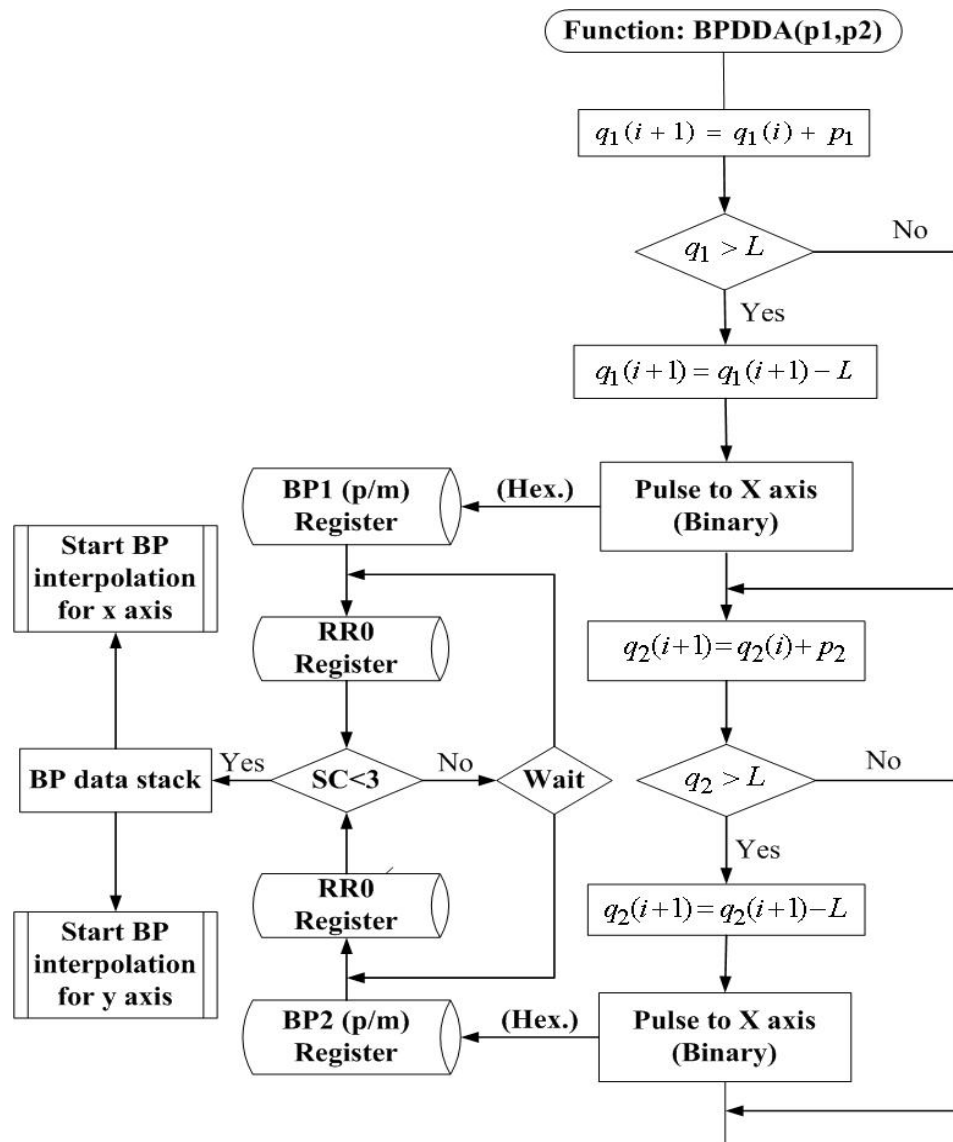 Function: BPDDA(p1,p2)
q₁(i + 1) = q₁(i) + p₁
q₁ > L
No
Yes
q₁(i+1) = q₁(i+1) − L
BP1 (p/m)
Register
(Hex.)
Pulse to X axis
(Binary)
Start BP
interpolation
for x axis
RR0
Register
q₂(i+1) = q₂(i) + p₂
BP data stack
Yes
SC<3
No
Wait
q₂ > L
No
Yes
RR0
Register
q₂(i+1) = q₂(i+1) − L
Start BP
interpolation
for y axis
BP2 (p/m)
Register
(Hex.)
Pulse to X axis
(Binary)